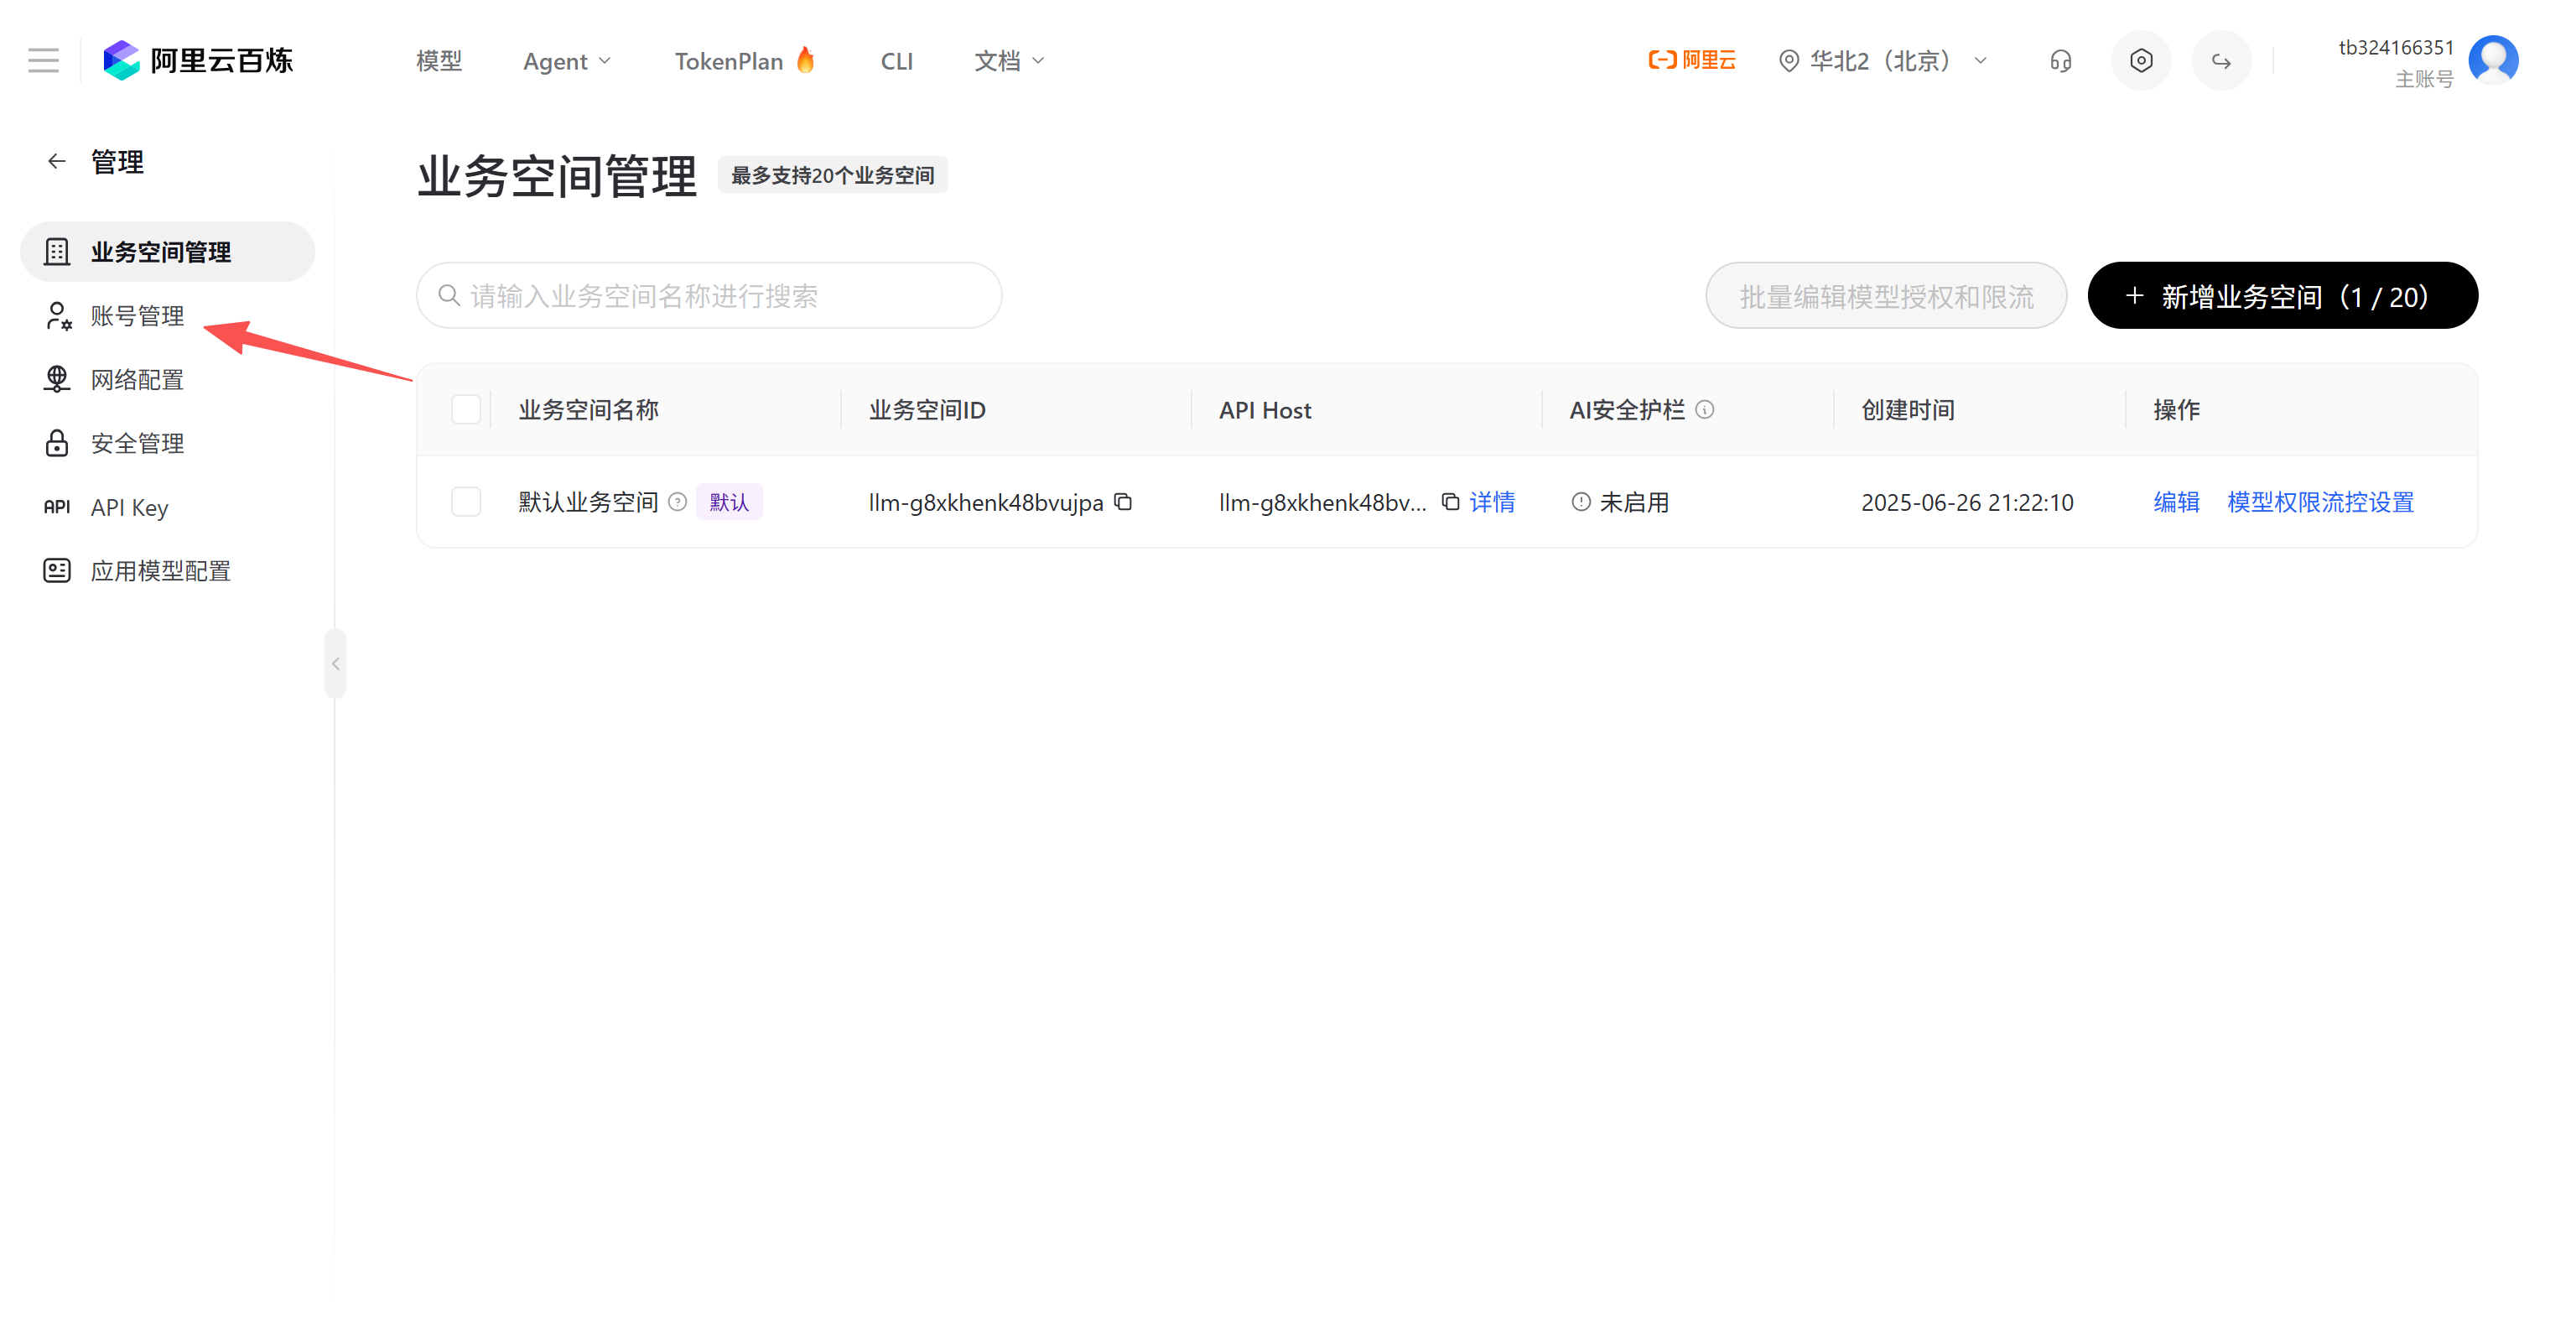 阿里云百炼
模型
Agent
TokenPlan
CLI
文档
阿里云
华北2（北京）
tb324166351
主账号
管理
业务空间管理
账号管理
网络配置
安全管理
API API Key
应用模型配置
业务空间管理 最多支持20个业务空间
请输入业务空间名称进行搜索
批量编辑模型授权和限流
新增业务空间（1 / 20）
业务空间名称 业务空间ID API Host AI安全护栏 创建时间 操作
默认业务空间 默认 llm-g8xkhenk48bvujpa llm-g8xkhenk48bv... 详情 未启用 2025-06-26 21:22:10 编辑 模型权限流控设置